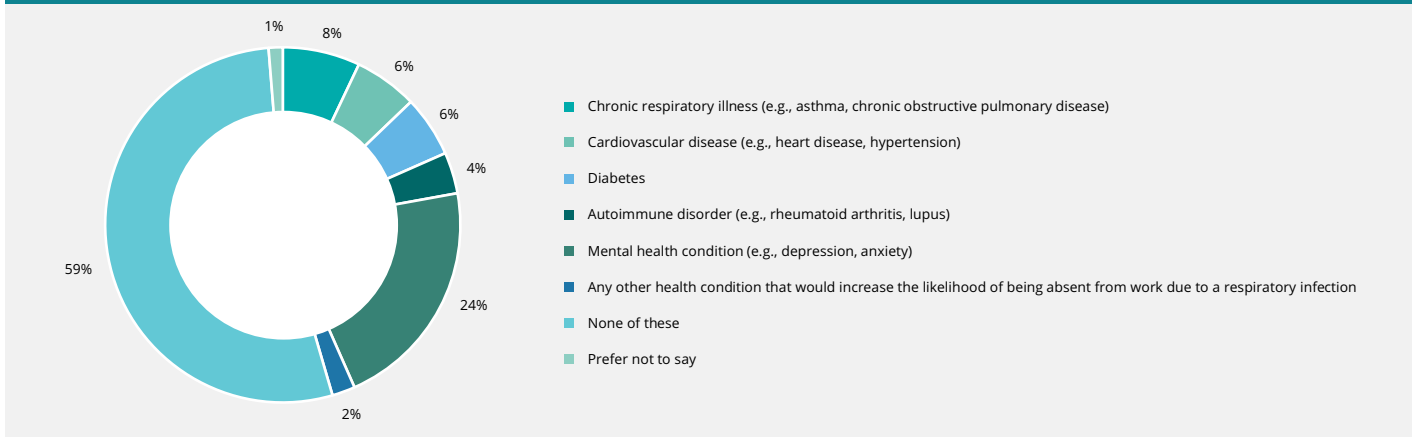 1%
8%
6%
6%
4%
24%
2%
59%
Chronic respiratory illness (e.g., asthma, chronic obstructive pulmonary disease)
Cardiovascular disease (e.g., heart disease, hypertension)
Diabetes
Autoimmune disorder (e.g., rheumatoid arthritis, lupus)
Mental health condition (e.g., depression, anxiety)
Any other health condition that would increase the likelihood of being absent from work due to a respiratory infection
None of these
Prefer not to say